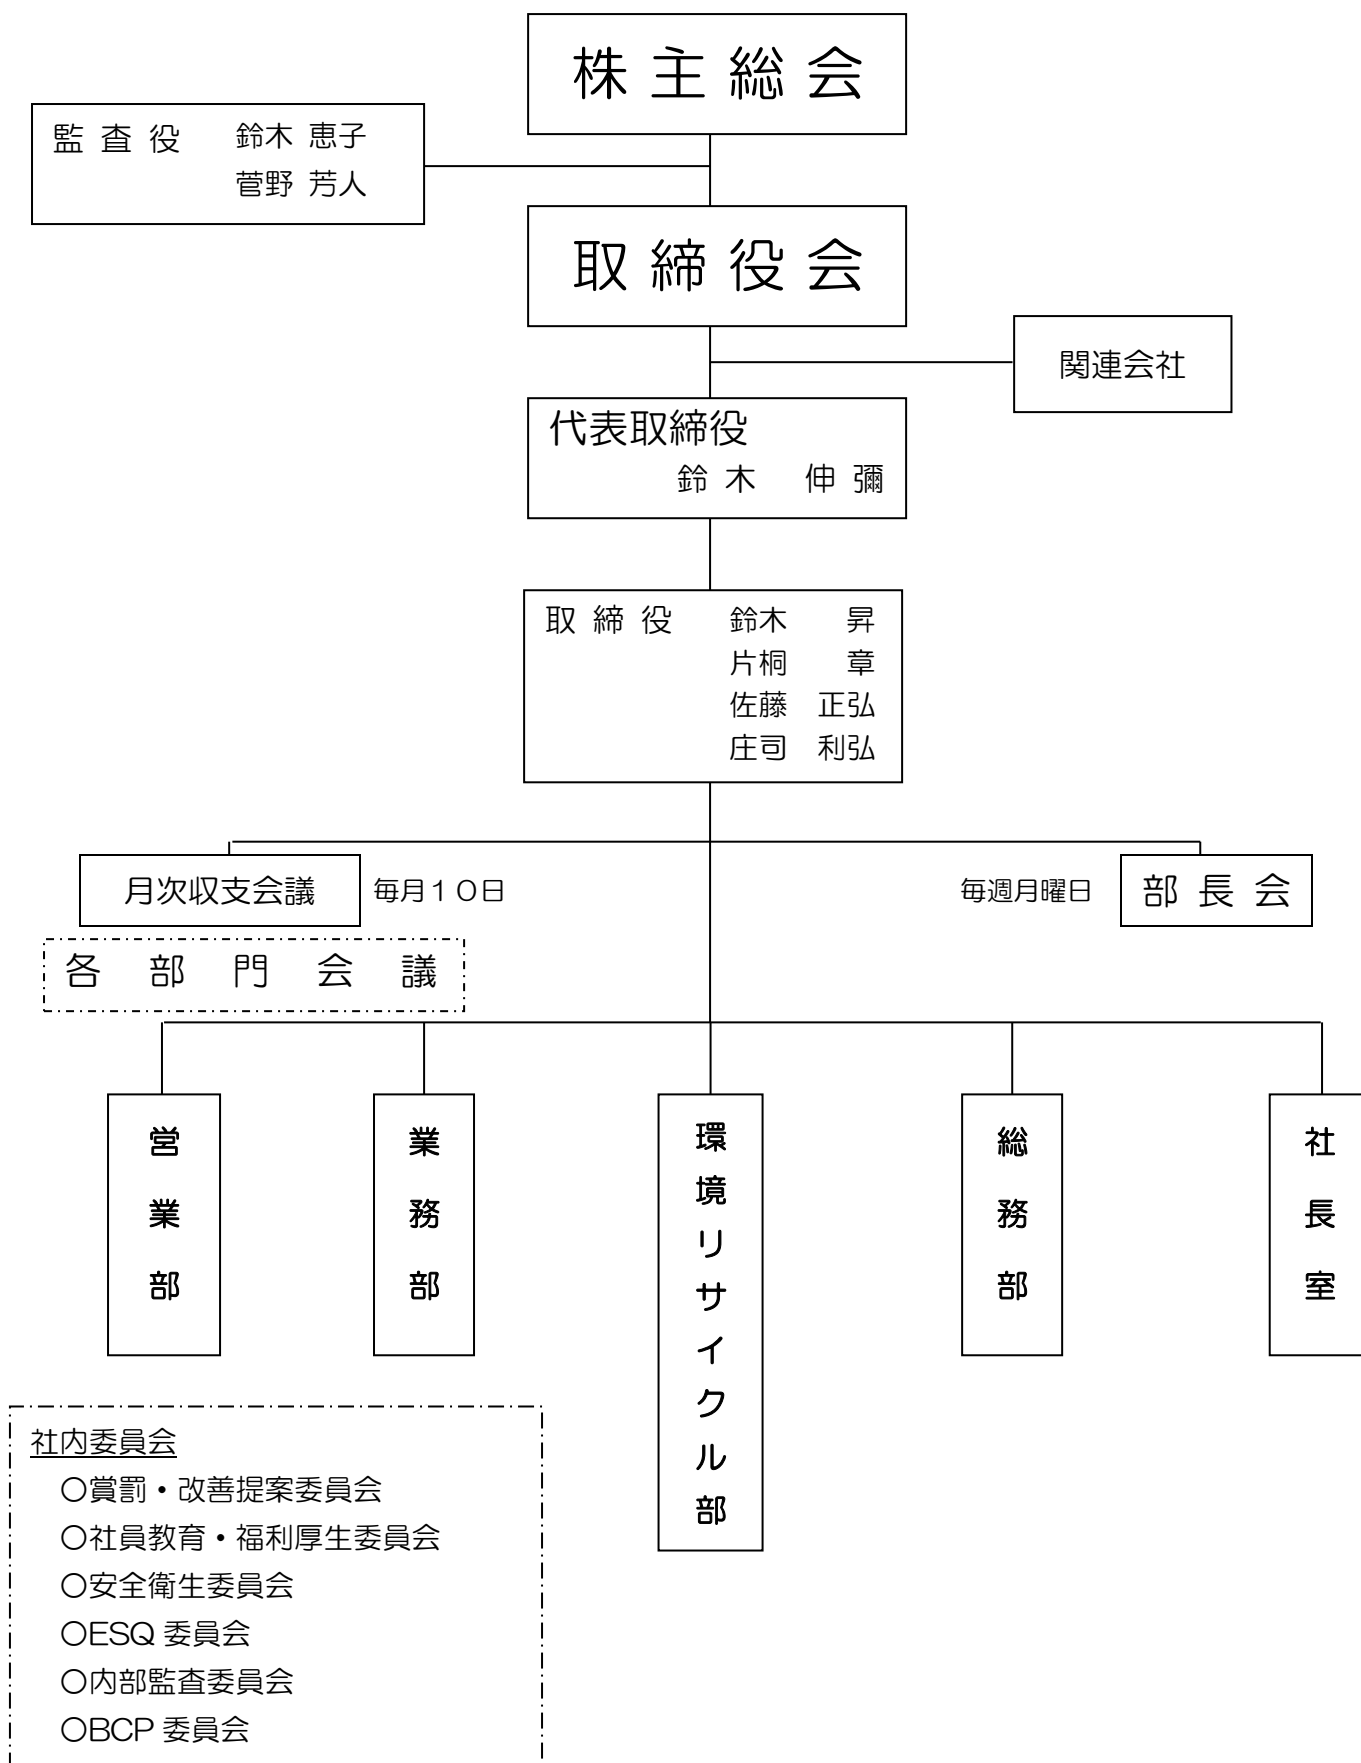 株主総会
監査役 鈴木 恵子
菅野 芳人
取締役会
関連会社
代表取締役
鈴木 伸彌
取締役 鈴木 昇
片桐 章
佐藤 正弘
庄司 利弘
月次収支会議 毎月１０日
毎週月曜日 部長会
各部門会議
営業部
業務部
環境リサイクル部
総務部
社長室
社内委員会
○賞罰・改善提案委員会
○社員教育・福利厚生委員会
○安全衛生委員会
○ESQ 委員会
○内部監査委員会
○BCP 委員会